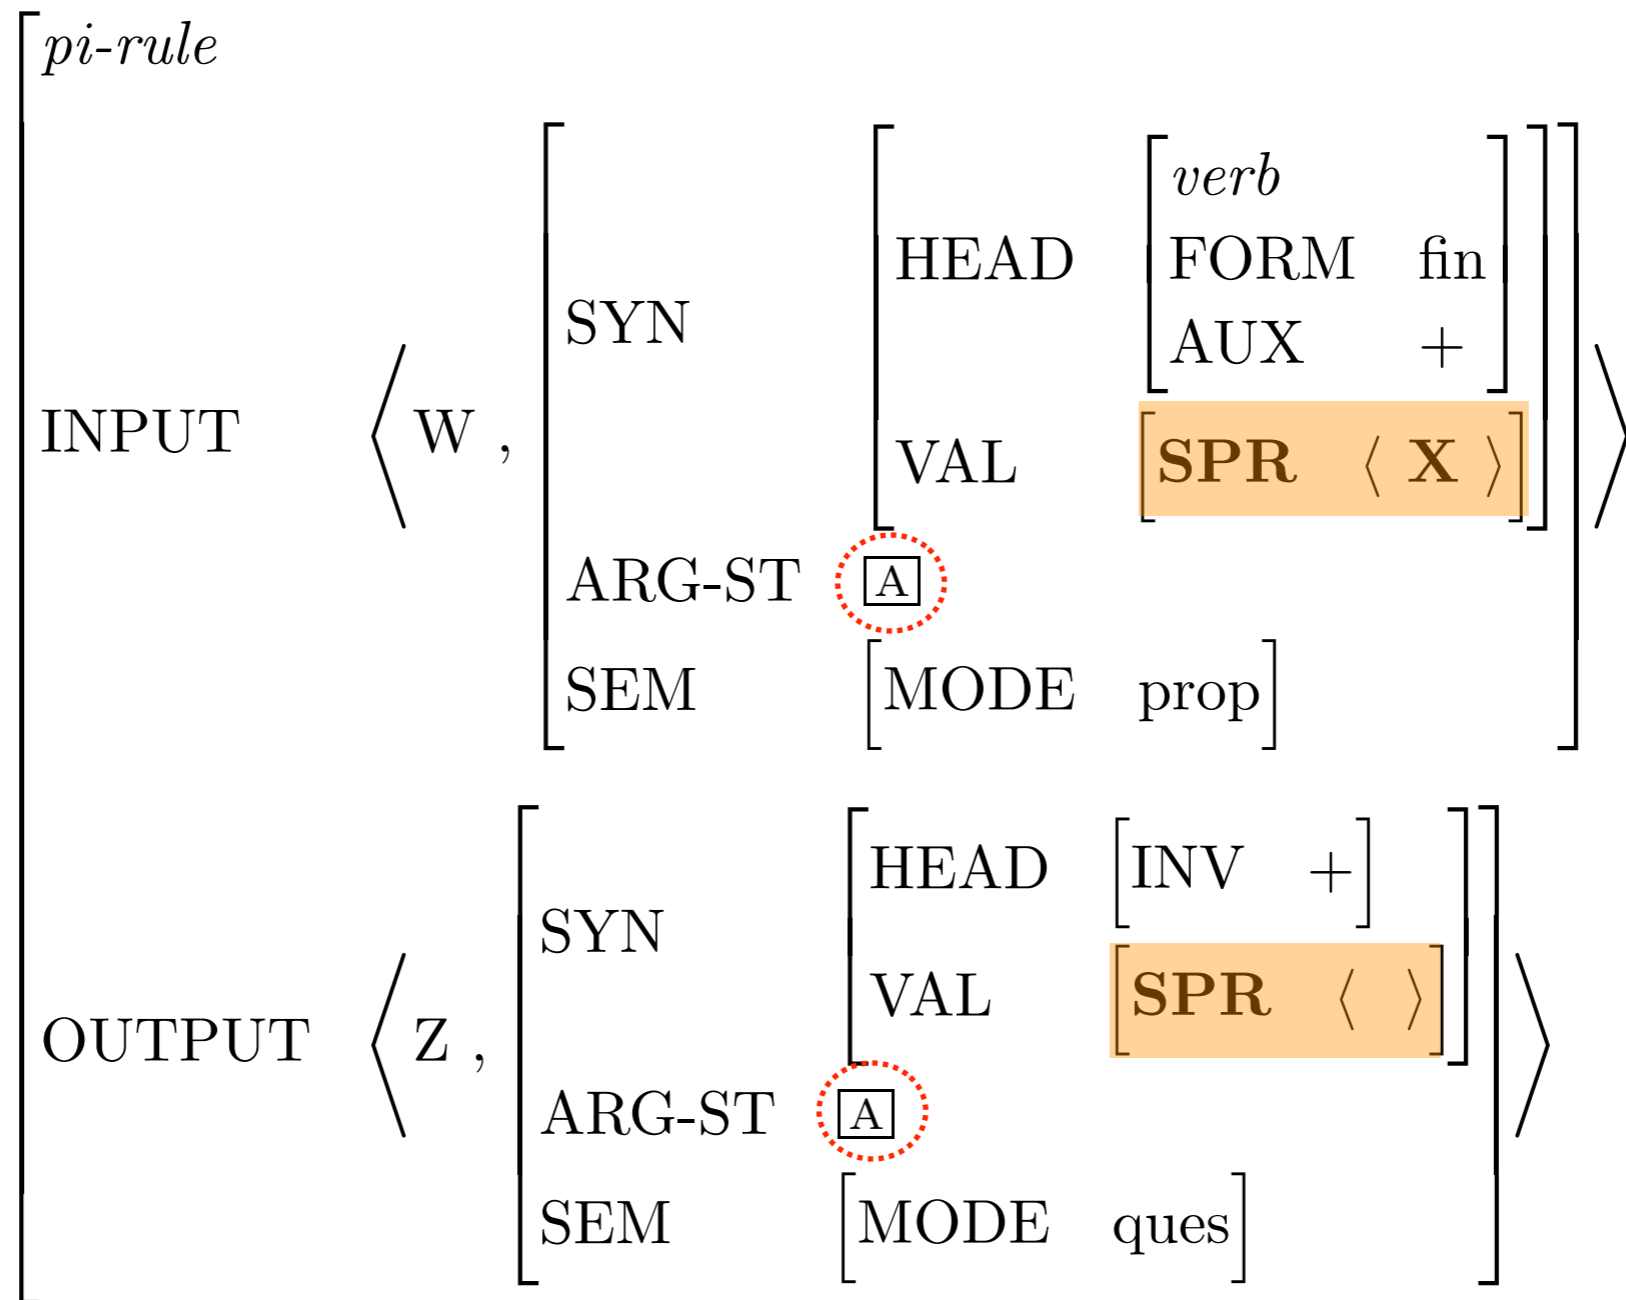 pi-rule
verb
HEAD FORM fin
SYN AUX +
INPUT ⟨ W , VAL [SPR ⟨ X ⟩] ⟩
ARG-ST A
SEM [MODE prop]
HEAD [INV +]
SYN
VAL [SPR ⟨ ⟩]
OUTPUT ⟨ Z , ⟩
ARG-ST A
SEM [MODE ques]